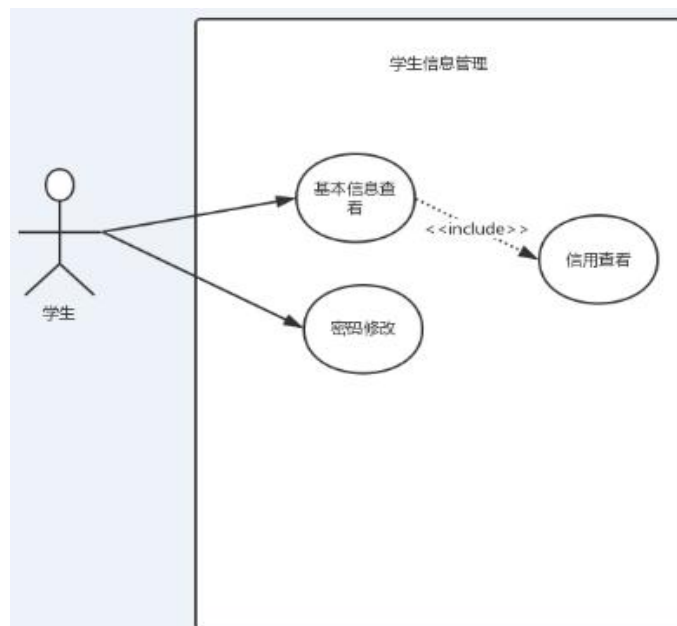 学生信息管理
基本信息查
看
<<include>>
信用查看
密码修改
学生